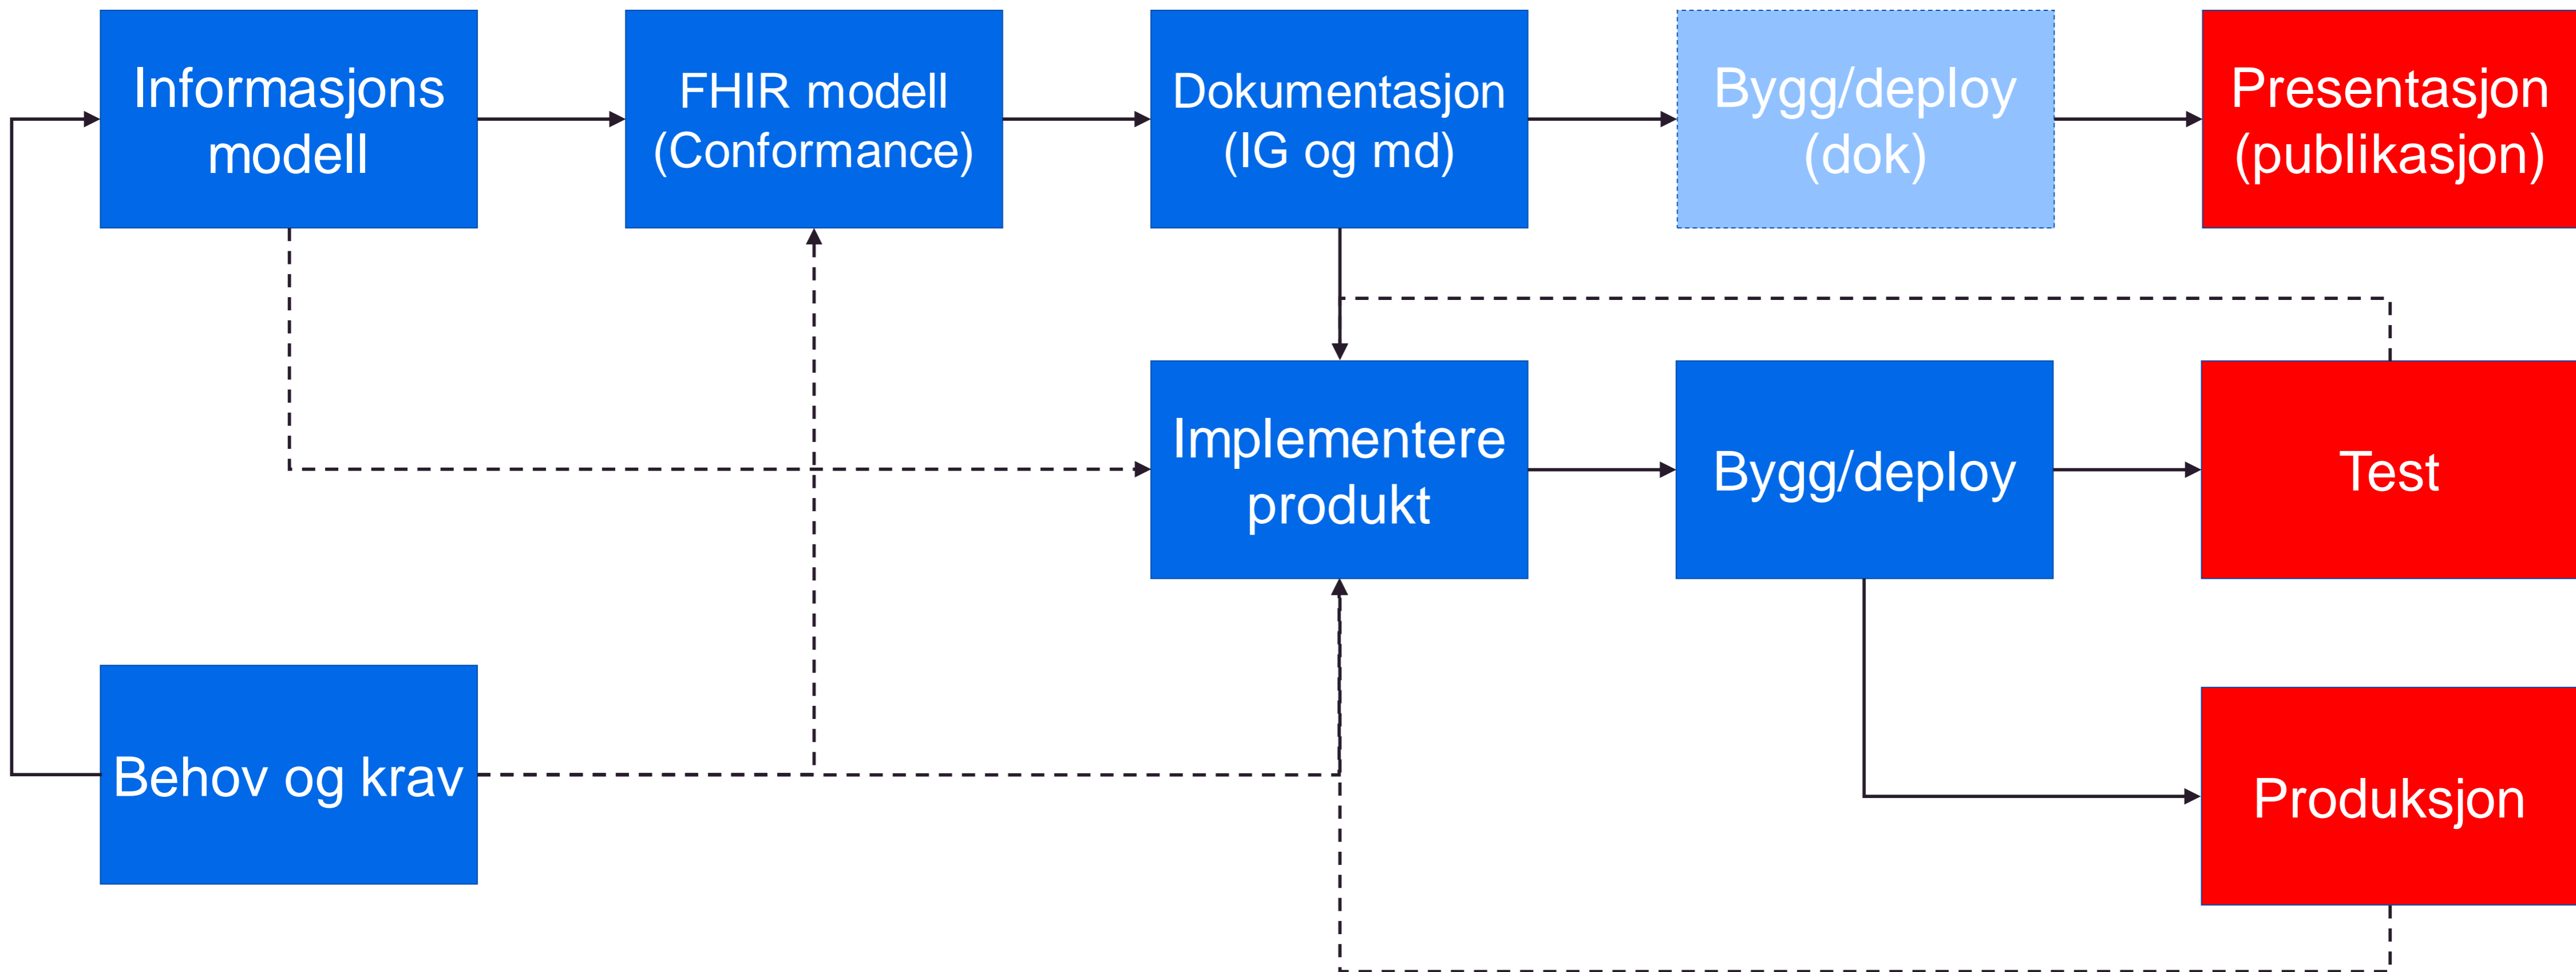 Informasjons
modell
FHIR modell
(Conformance)
Dokumentasjon
(IG og md)
Bygg/deploy
(dok)
Presentasjon
(publikasjon)
Implementere
produkt
Bygg/deploy
Test
Behov og krav
Produksjon